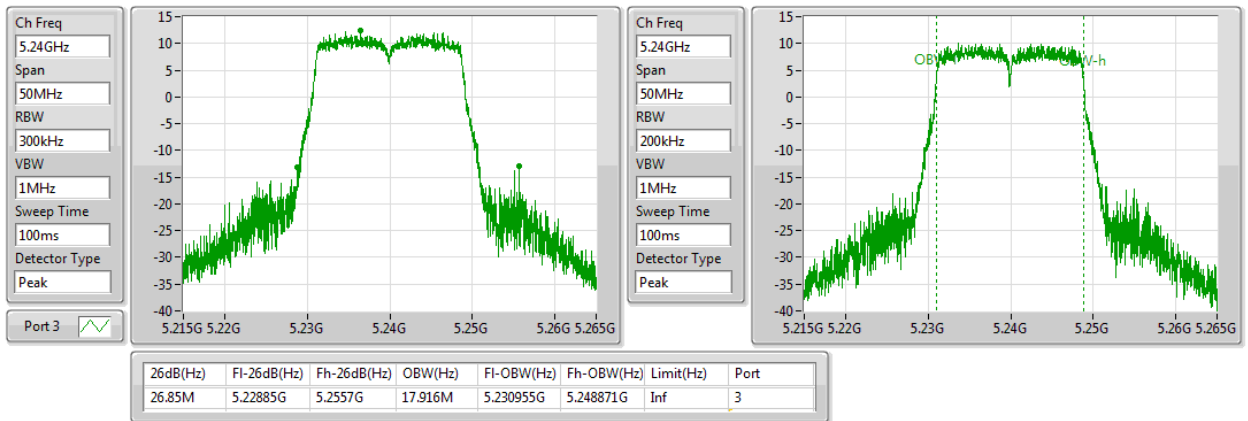 Ch Freq
5.24GHz
Span
50MHz
RBW
300kHz
VBW
1MHz
Sweep Time
100ms
Detector Type
Peak
Port 3
15
10
5
0
-5
-10
-15
-20
-25
-30
-35
-40
5.215G 5.22G 5.23G 5.24G 5.25G 5.26G 5.265G
Ch Freq
5.24GHz
Span
50MHz
RBW
200kHz
VBW
1MHz
Sweep Time
100ms
Detector Type
Peak
15
10
5
0
-5
-10
-15
-20
-25
-30
-35
-40
5.215G 5.22G 5.23G 5.24G 5.25G 5.26G 5.265G
26dB(Hz) Fl-26dB(Hz) Fh-26dB(Hz) OBW(Hz) Fl-OBW(Hz) Fh-OBW(Hz) Limit(Hz) Port
26.85M 5.22885G 5.2557G 17.916M 5.230955G 5.248871G Inf 3